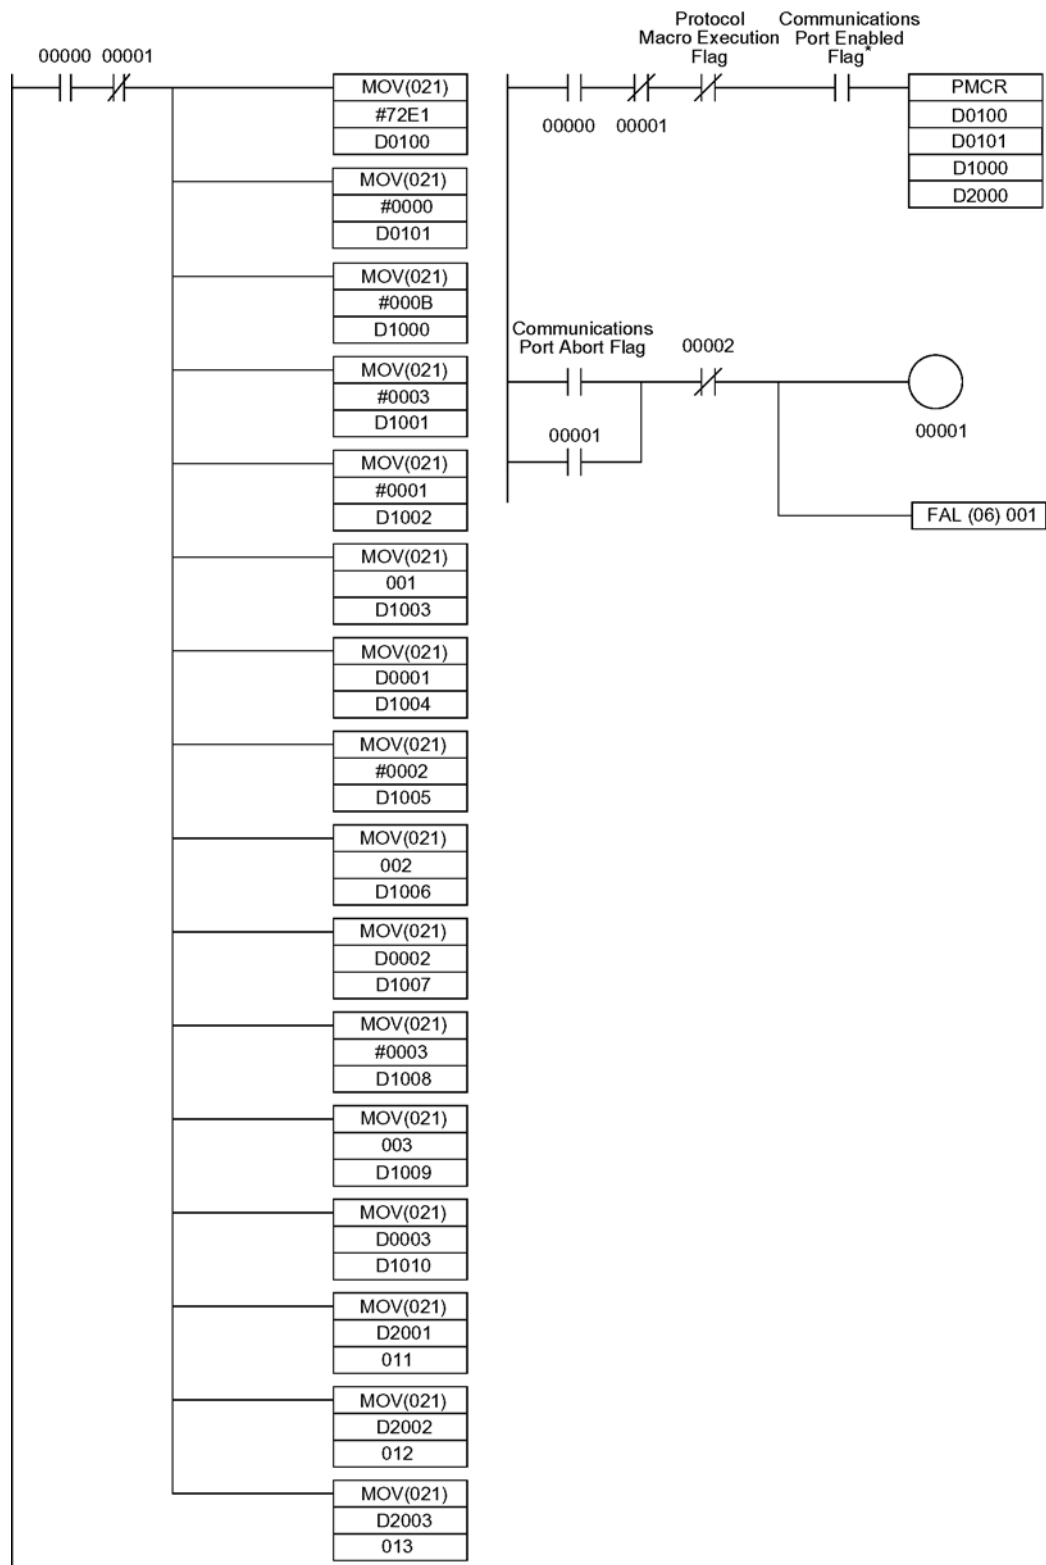 00000 00001
MOV(021)
#72E1
D0100
MOV(021)
#0000
D0101
MOV(021)
#000B
D1000
MOV(021)
#0003
D1001
MOV(021)
#0001
D1002
MOV(021)
001
D1003
MOV(021)
D0001
D1004
MOV(021)
#0002
D1005
MOV(021)
002
D1006
MOV(021)
D0002
D1007
MOV(021)
#0003
D1008
MOV(021)
003
D1009
MOV(021)
D0003
D1010
MOV(021)
D2001
011
MOV(021)
D2002
012
MOV(021)
D2003
013
Protocol
Macro Execution
Flag
Communications
Port Enabled
Flag*
00000 00001
PMCR
D0100
D0101
D1000
D2000
Communications
Port Abort Flag
00002
00001
00001
FAL (06) 001